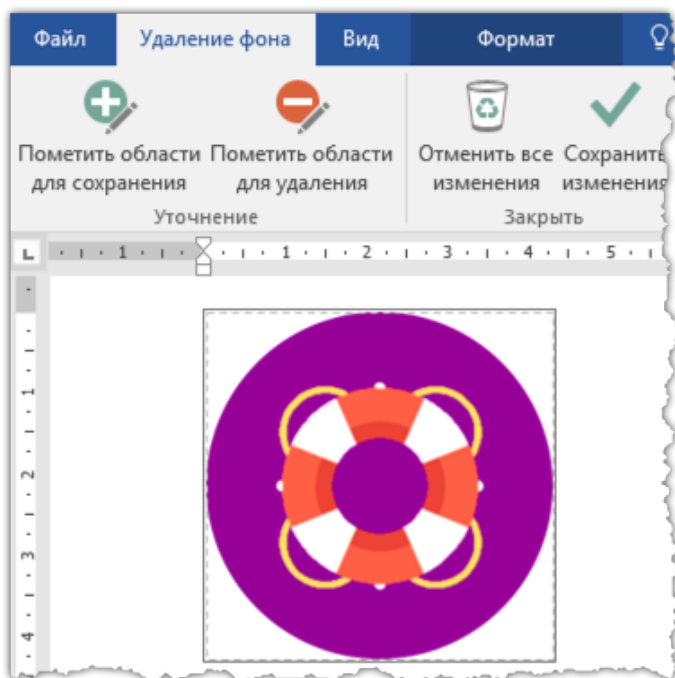 Файл Удаление фона Вид Формат
Пометить области Пометить области Отменить все Сохранить
для сохранения для удаления изменения изменения
Уточнение Закрыть
1 1 2 3 4 5
1
2
3
4